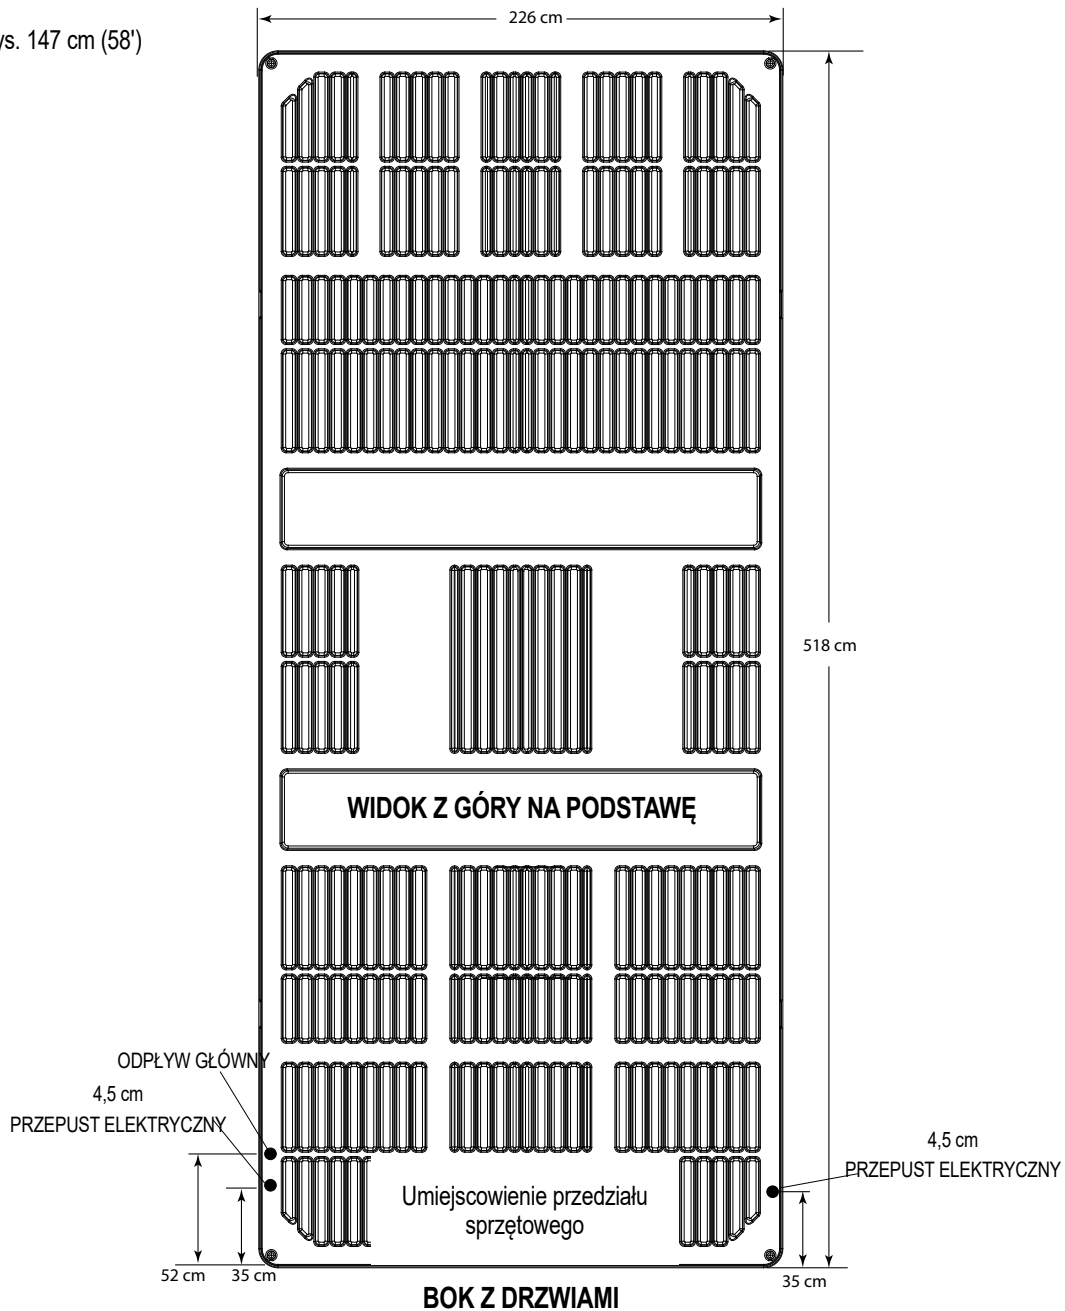 226 cm
ys. 147 cm (58')
518 cm
WIDOK Z GÓRY NA PODSTAWĘ
ODPŁYW GŁÓWNY
4,5 cm
PRZEPUST ELEKTRYCZNY
4,5 cm
PRZEPUST ELEKTRYCZNY
Umiejscowienie przedziału
sprzętowego
52 cm
35 cm
35 cm
BOK Z DRZWIAMI